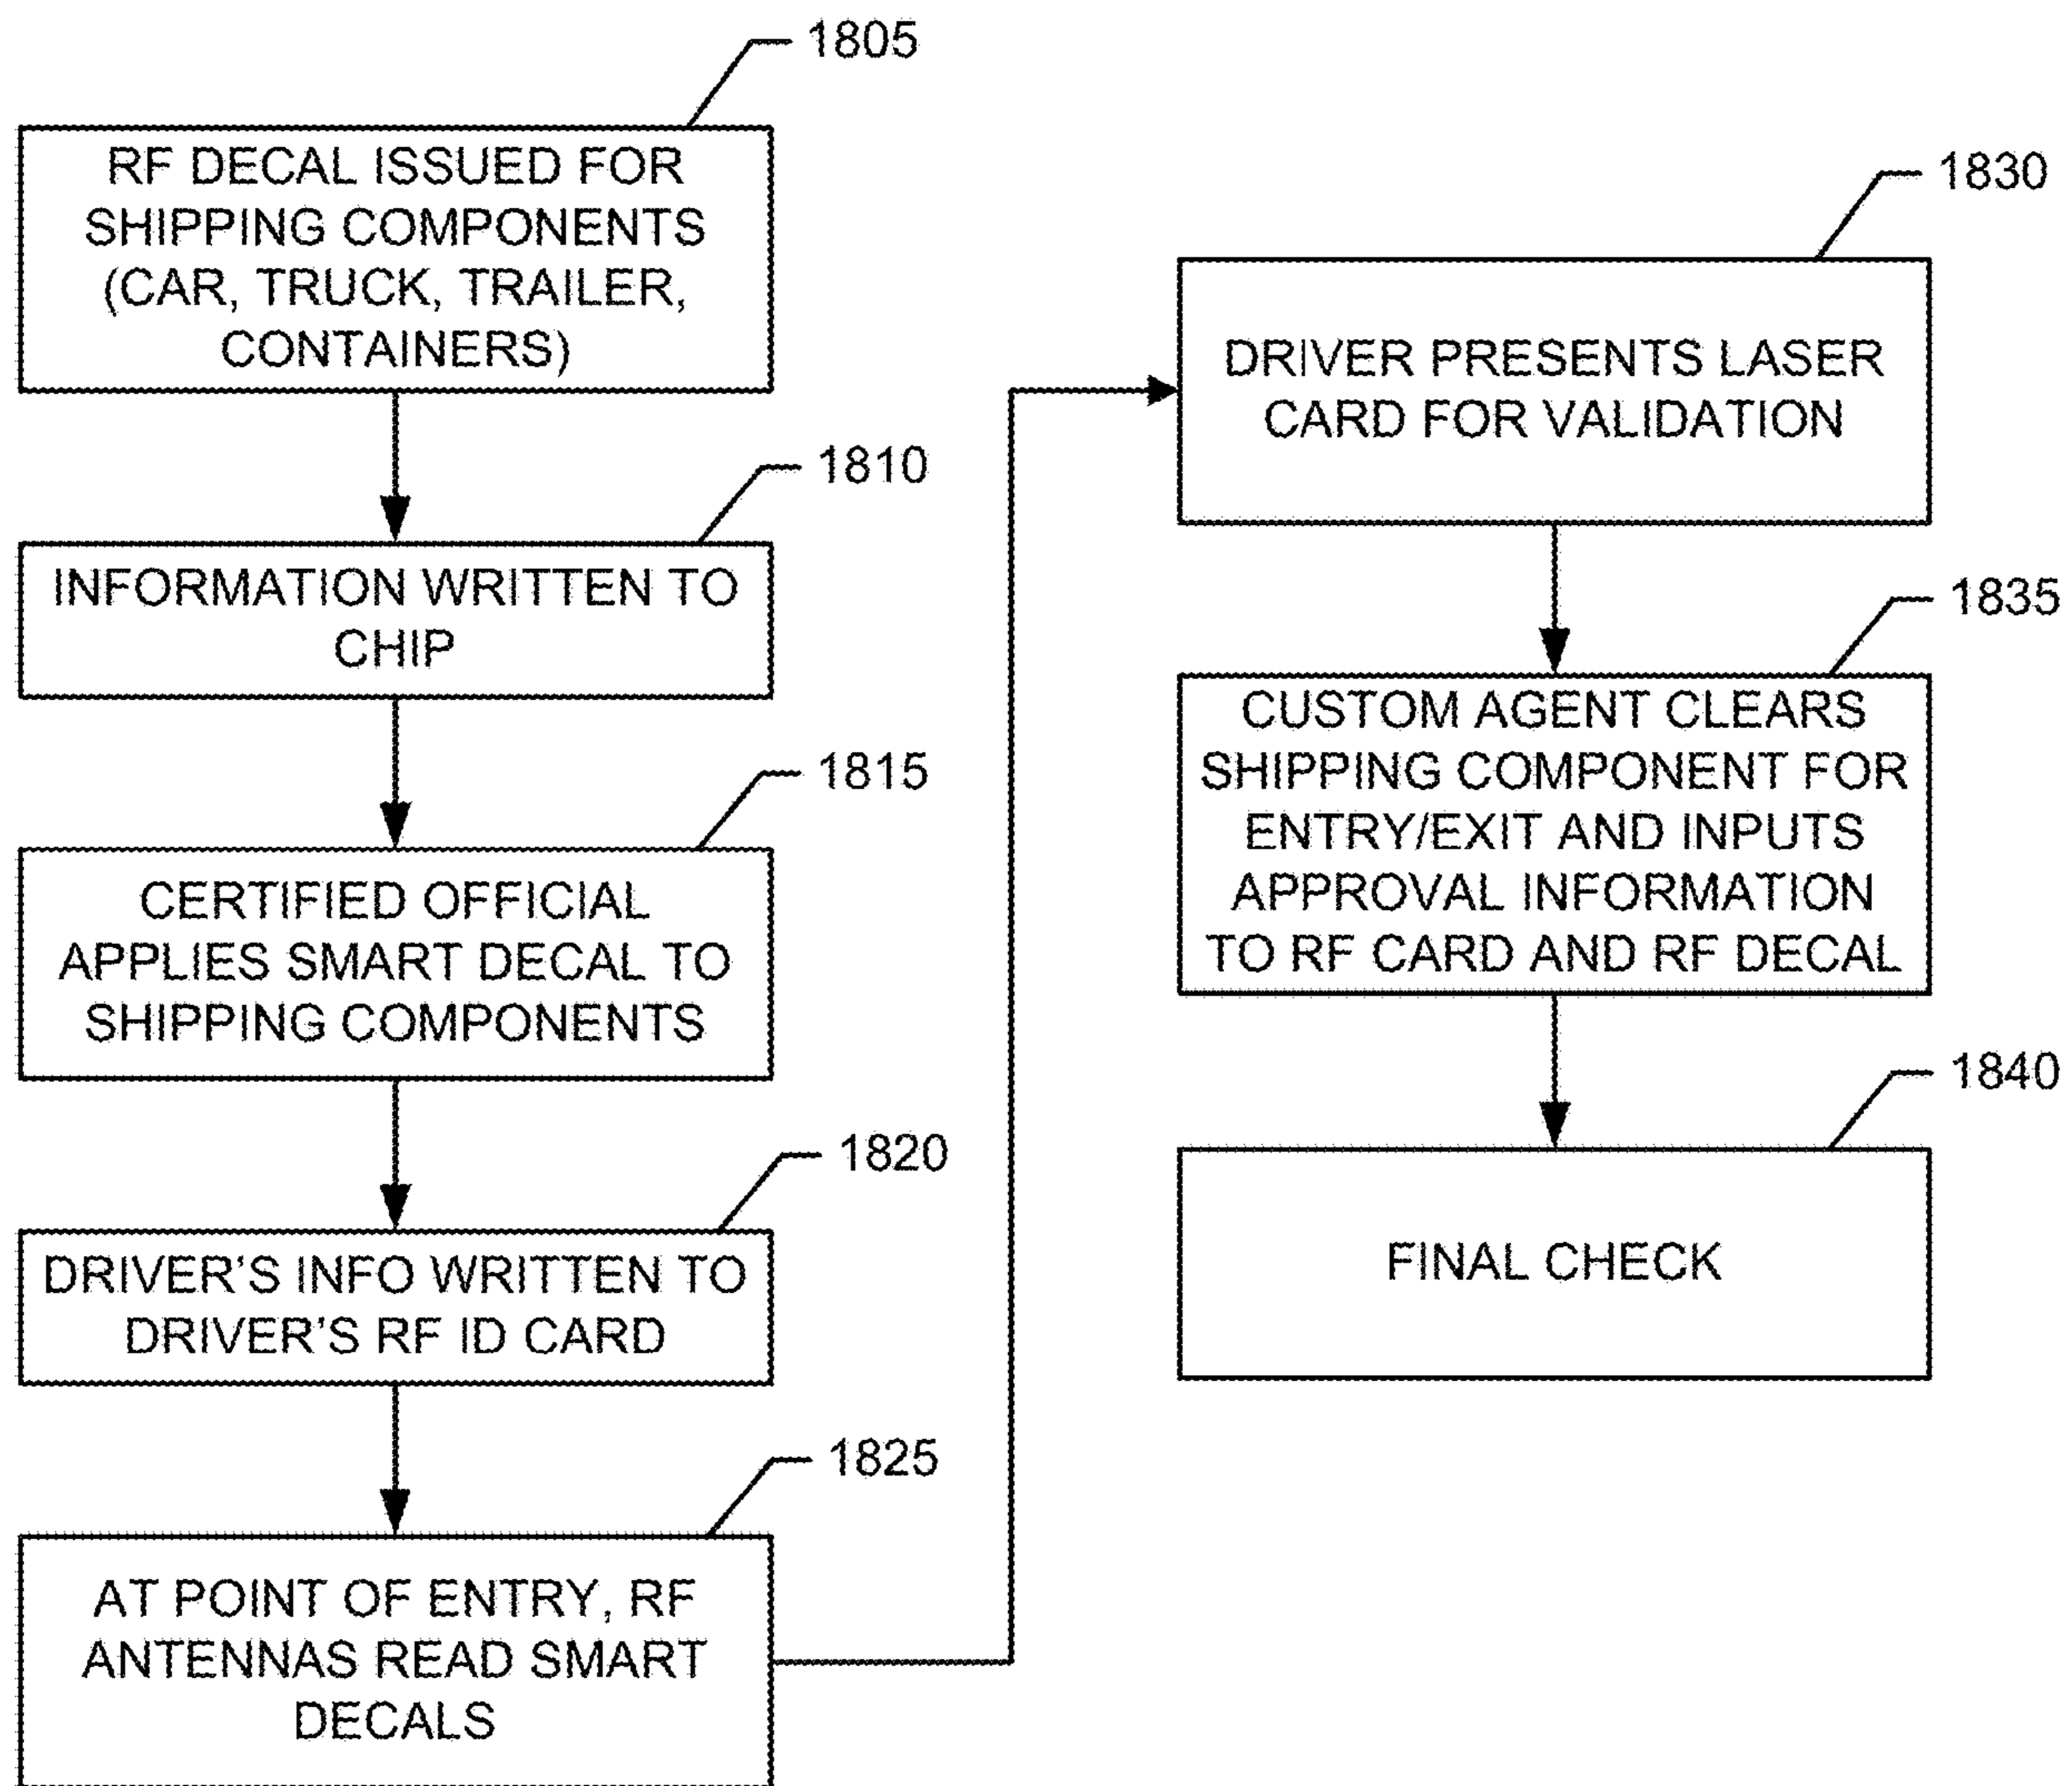 1805
RF DECAL ISSUED FOR
SHIPPING COMPONENTS
(CAR, TRUCK, TRAILER,
CONTAINERS)
1810
INFORMATION WRITTEN TO
CHIP
1815
CERTIFIED OFFICIAL
APPLIES SMART DECAL TO
SHIPPING COMPONENTS
1820
DRIVER'S INFO WRITTEN TO
DRIVER'S RF ID CARD
1825
AT POINT OF ENTRY, RF
ANTENNAS READ SMART
DECALS
1830
DRIVER PRESENTS LASER
CARD FOR VALIDATION
1835
CUSTOM AGENT CLEARS
SHIPPING COMPONENT FOR
ENTRY/EXIT AND INPUTS
APPROVAL INFORMATION
TO RF CARD AND RF DECAL
1840
FINAL CHECK